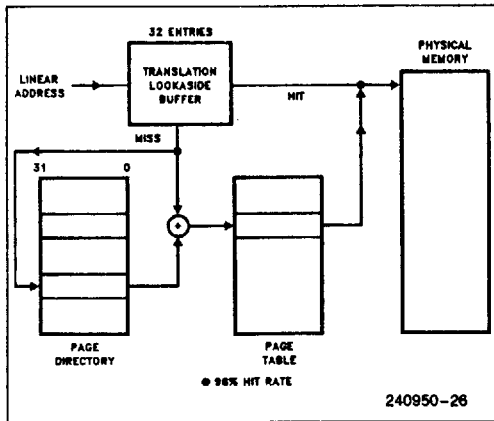 32 ENTRIES
PHYSICAL
MEMORY
LINEAR
ADDRESS
TRANSLATION
LOOKASIDE
BUFFER
HIT
MISS
31 0
PAGE
DIRECTORY
PAGE
TABLE
@ 98% HIT RATE
240950-26